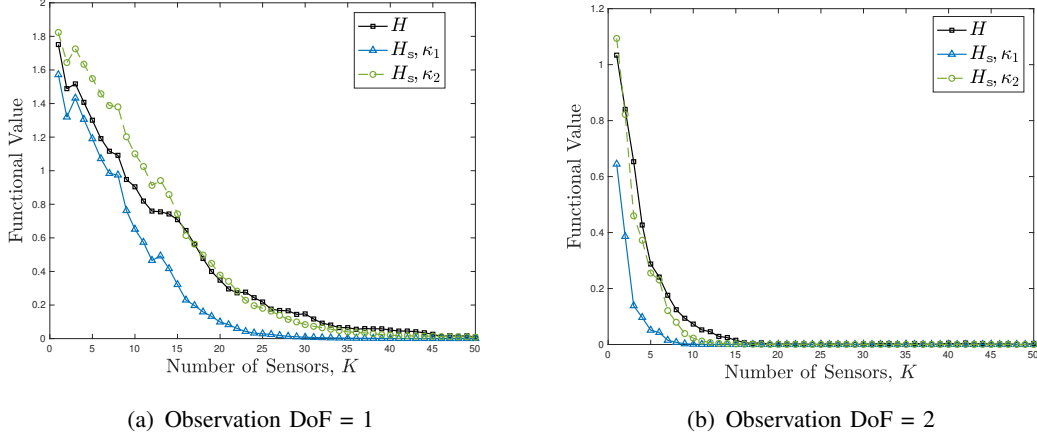 2
1.8
1.6
1.4
1.2
1
0.8
0.6
0.4
0.2
0
Functional Value
0 5 10 15 20 25 30 35 40 45 50
Number of Sensors, K
H
Hₛ, κ₁
Hₛ, κ₂
(a) Observation DoF = 1
1.2
1
0.8
0.6
0.4
0.2
0
Functional Value
0 5 10 15 20 25 30 35 40 45 50
Number of Sensors, K
H
Hₛ, κ₁
Hₛ, κ₂
(b) Observation DoF = 2